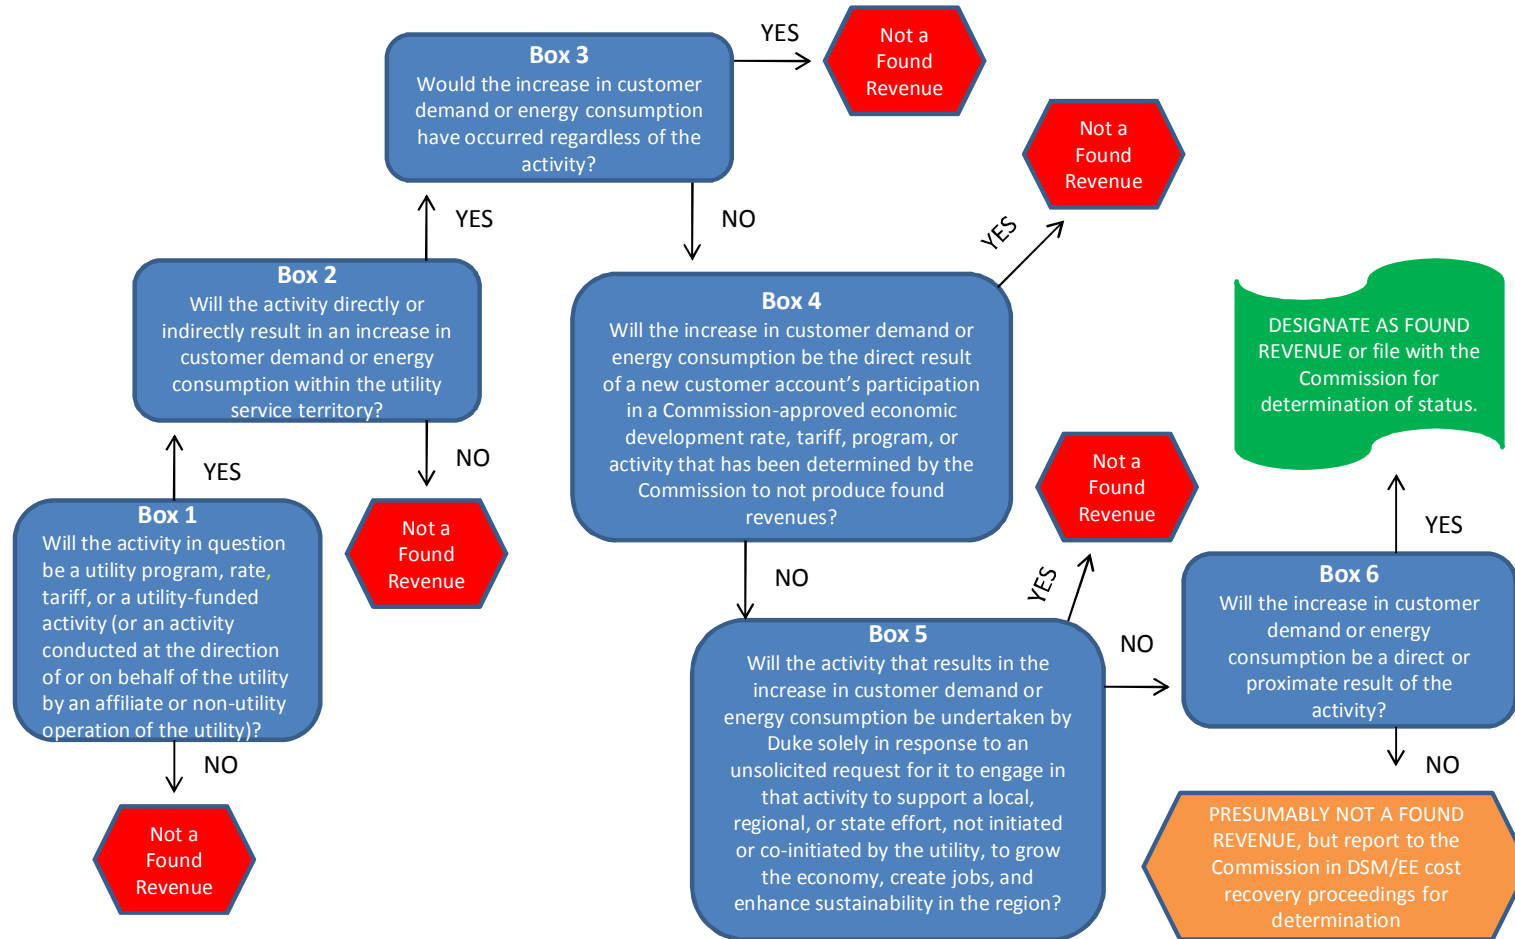 Box 3
Would the increase in customer
demand or energy consumption
have occurred regardless of the
activity?
YES
Not a
Found
Revenue
NO
YES
Not a
Found
Revenue
Box 2
Will the activity directly or
indirectly result in an increase in
customer demand or energy
consumption within the utility
service territory?
YES
NO
Not a
Found
Revenue
Box 1
Will the activity in question
be a utility program, rate,
tariff, or a utility-funded
activity (or an activity
conducted at the direction
of or on behalf of the utility
by an affiliate or non-utility
operation of the utility)?
YES
NO
Not a
Found
Revenue
Box 4
Will the increase in customer demand or
energy consumption be the direct result
of a new customer account’s participation
in a Commission-approved economic
development rate, tariff, program, or
activity that has been determined by the
Commission to not produce found
revenues?
NO
Box 5
Will the activity that results in the
increase in customer demand or
energy consumption be undertaken by
Duke solely in response to an
unsolicited request for it to engage in
that activity to support a local,
regional, or state effort, not initiated
or co-initiated by the utility, to grow
the economy, create jobs, and
enhance sustainability in the region?
YES
Not a
Found
Revenue
NO
Box 6
Will the increase in customer
demand or energy
consumption be a direct or
proximate result of the
activity?
YES
DESIGNATE AS FOUND
REVENUE or file with the
Commission for
determination of status.
NO
PRESUMABLY NOT A FOUND
REVENUE, but report to the
Commission in DSM/EE cost
recovery proceedings for
determination